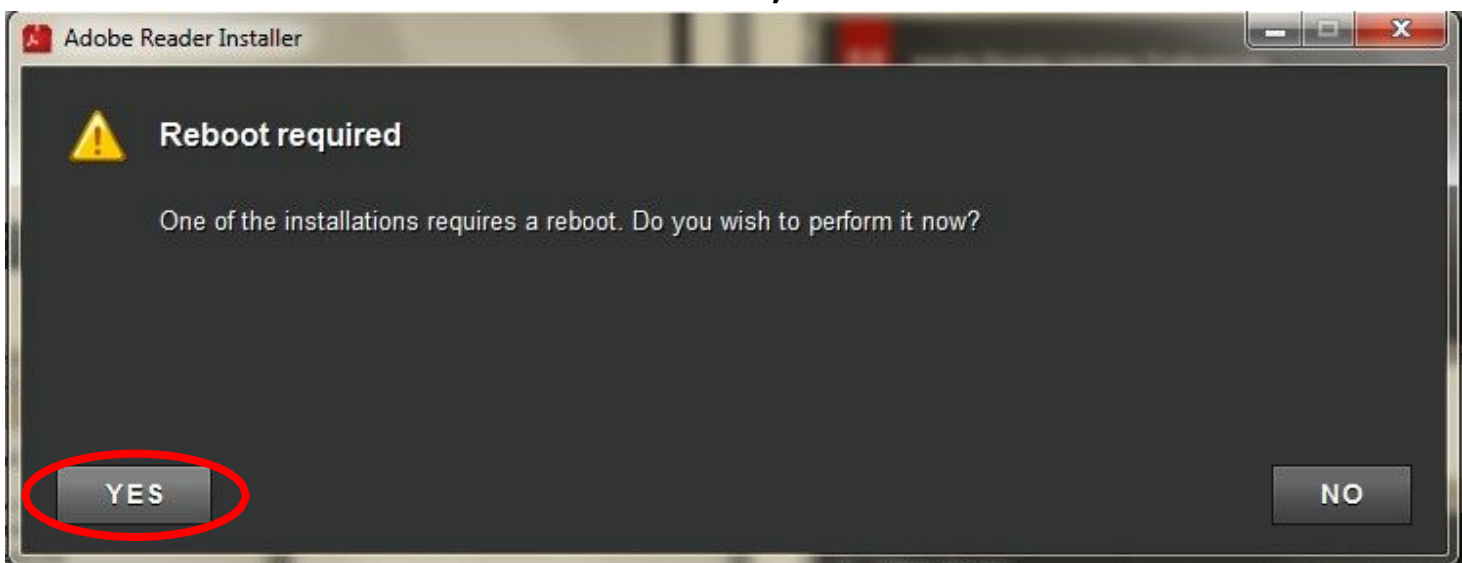 Adobe Reader Installer
Reboot required
One of the installations requires a reboot. Do you wish to perform it now?
YES
NO